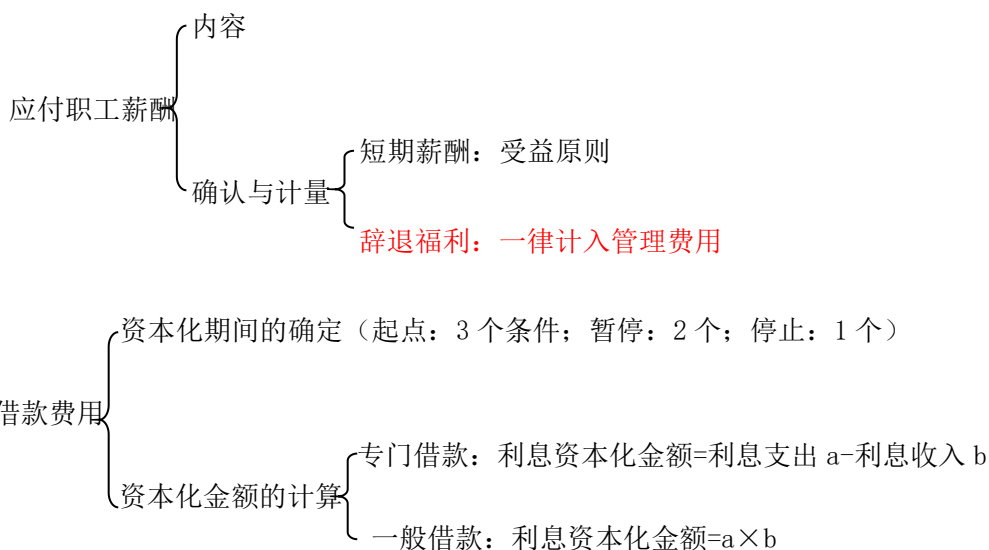 内容
应付职工薪酬
短期薪酬：受益原则
确认与计量
辞退福利：一律计入管理费用
资本化期间的确定（起点：3个条件；暂停：2个；停止：1个）
借款费用
专门借款：利息资本化金额=利息支出a-利息收入b
资本化金额的计算
一般借款：利息资本化金额=a×b